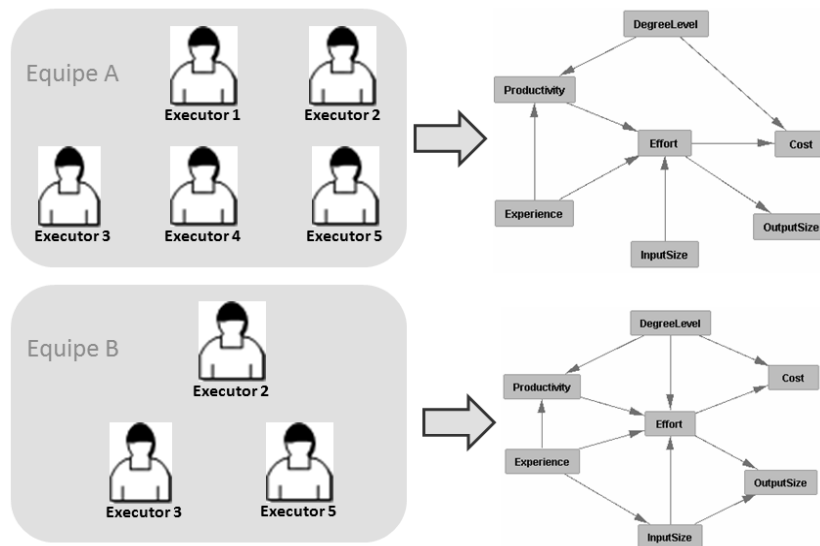 Equipe A
Executor 1
Executor 2
Executor 3
Executor 4
Executor 5
DegreeLevel
Productivity
Effort
Cost
Experience
OutputSize
InputSize
Equipe B
Executor 2
Executor 3
Executor 5
DegreeLevel
Productivity
Cost
Effort
Experience
OutputSize
InputSize